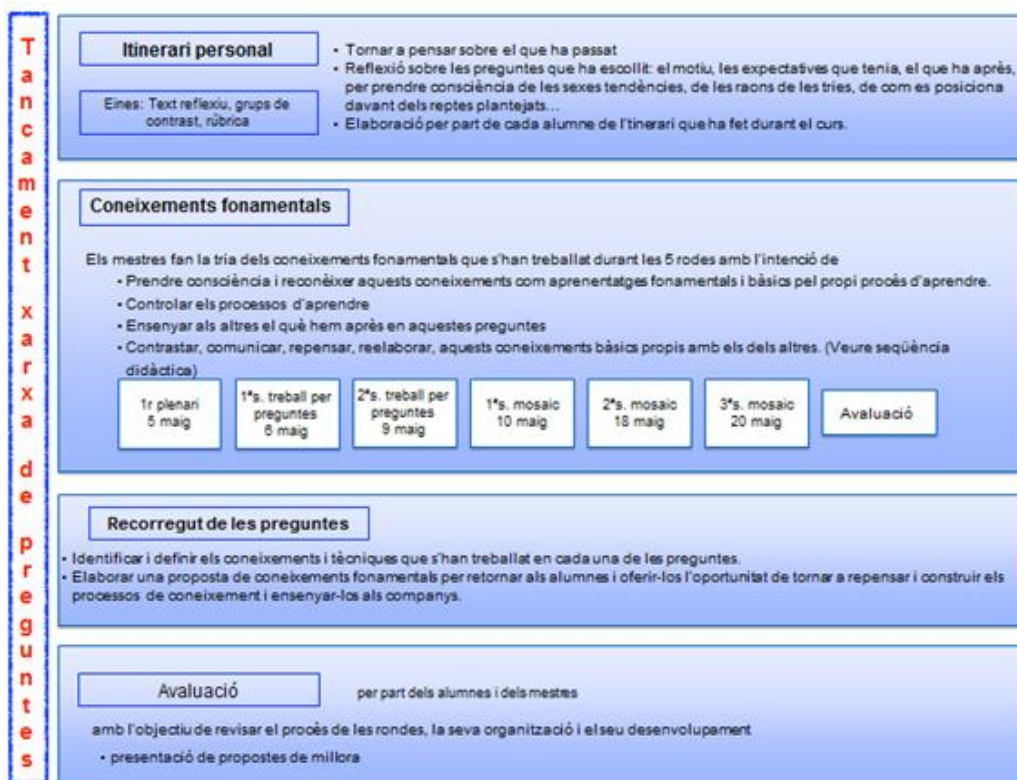 Tancament xarxa de preguntes
Itinerari personal
Eines: Text reflexiu, grups de
contrast, rúbrica
• Tornar a pensar sobre el que ha passat
• Reflexió sobre les preguntes que ha escollit: el motiu, les expectatives que tenia, el que ha après,
per prendre consciència de les sexes tendències, de les raons de les tries, de com es posiciona
davant dels reptes plantejats...
• Elaboració per part de cada alumne de l'itinerari que ha fet durant el curs.
Coneixements fonamentals
Els mestres fan la tria dels coneixements fonamentals que s'han treballat durant les 5 rodes amb l'intenció de
• Prendre consciència i reconèixer aquests coneixements com aprenentatges fonamentals i bàsics pel propi procès d'aprendre.
• Controlar els processos d'aprendre
• Ensenyar als altres el què hem après en aquestes preguntes
• Contrastar, comunicar, repensar, reelaborar, aquests coneixements bàsics propis amb els dels altres. (Veure seqüència
didàctica)
1r plenari
5 maig
1ªs. treball per
preguntes
6 maig
2ªs. treball per
preguntes
9 maig
1ªs. mosaic
10 maig
2ªs. mosaic
18 maig
3ªs. mosaic
20 maig
Avaluació
Recorregut de les preguntes
• Identificar i definir els coneixements i tècniques que s'han treballat en cada una de les preguntes.
• Elaborar una proposta de coneixements fonamentals per retornar als alumnes i oferir-los l'oportunitat de tornar a repensar i construir els
processos de coneixement i ensenyar-los als companys.
Avaluació
per part dels alumnes i dels mestres
amb l'objectiu de revisar el procès de les rondes, la seva organització i el seu desenvolupament
• presentació de propostes de millora